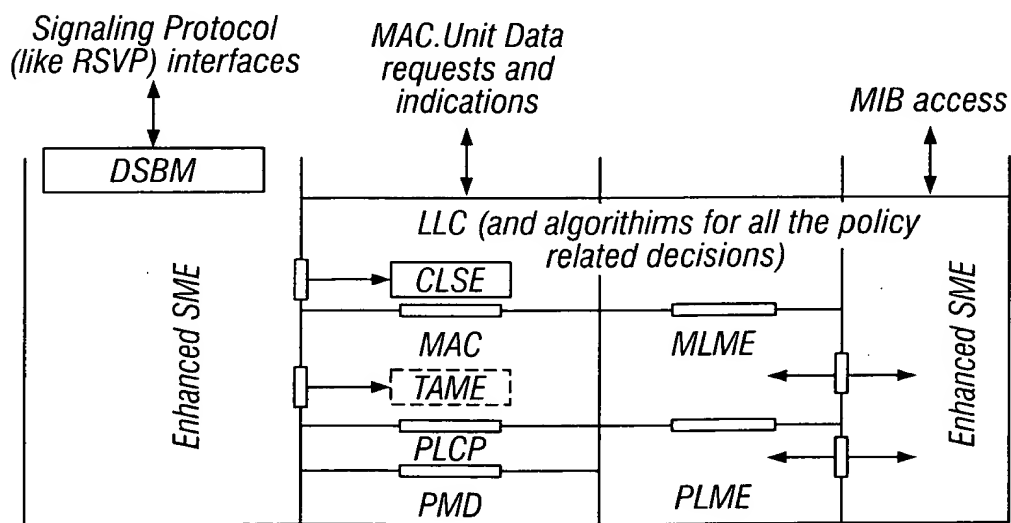 Signaling Protocol
(like RSVP) interfaces
MAC.Unit Data
requests and
indications
MIB access
DSBM
LLC (and algorithims for all the policy
related decisions)
Enhanced SME
CLSE
MAC
MLME
TAME
PLCP
PMD
PLME
Enhanced SME